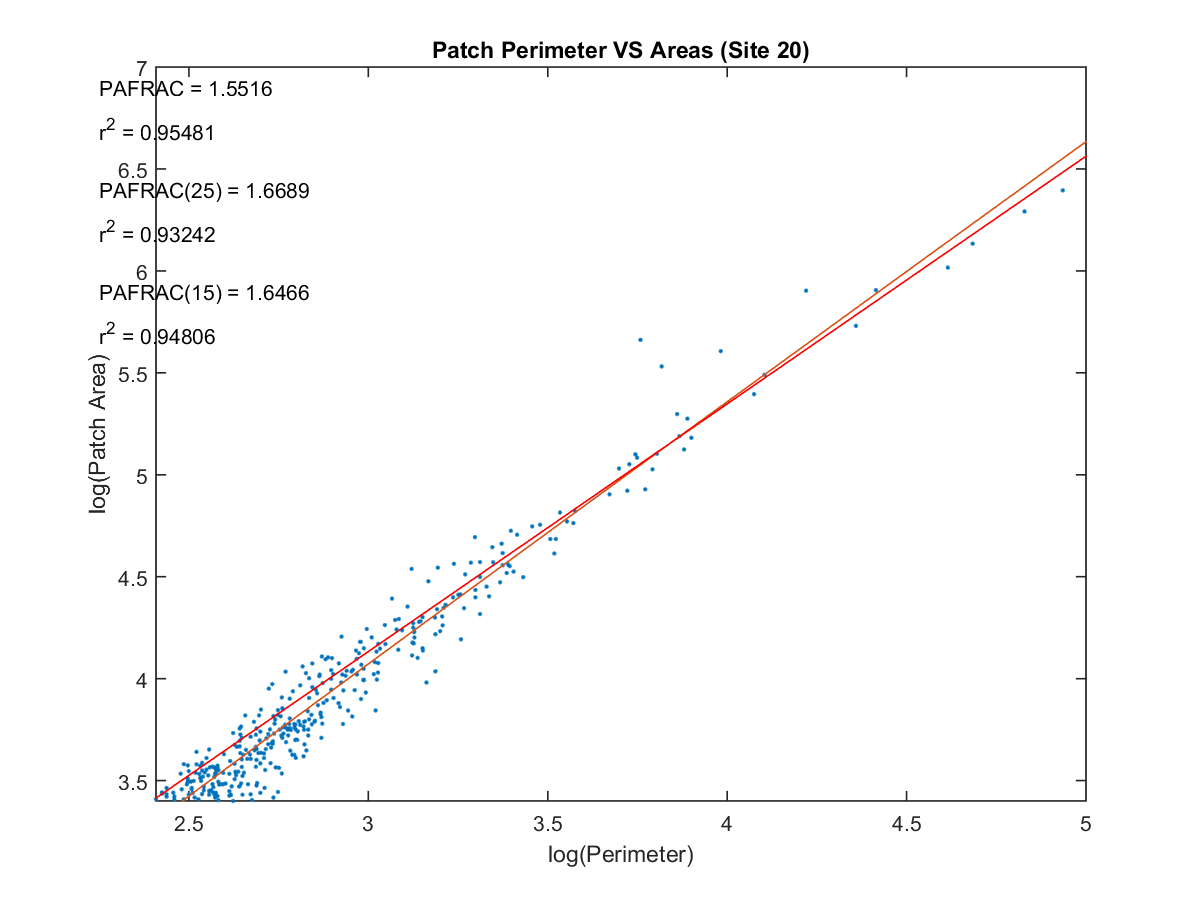 Patch Perimeter VS Areas (Site 20)
7
PAFRAC = 1.5516
r2 = 0.95481
6.5
PAFRAC(25) = 1.6689
r2 = 0.93242
6
PAFRAC(15) = 1.6466
r2 = 0.94806
5.5
log(Patch Area)
5
4.5
4
3.5
2.5 3 3.5 4 4.5 5
log(Perimeter)